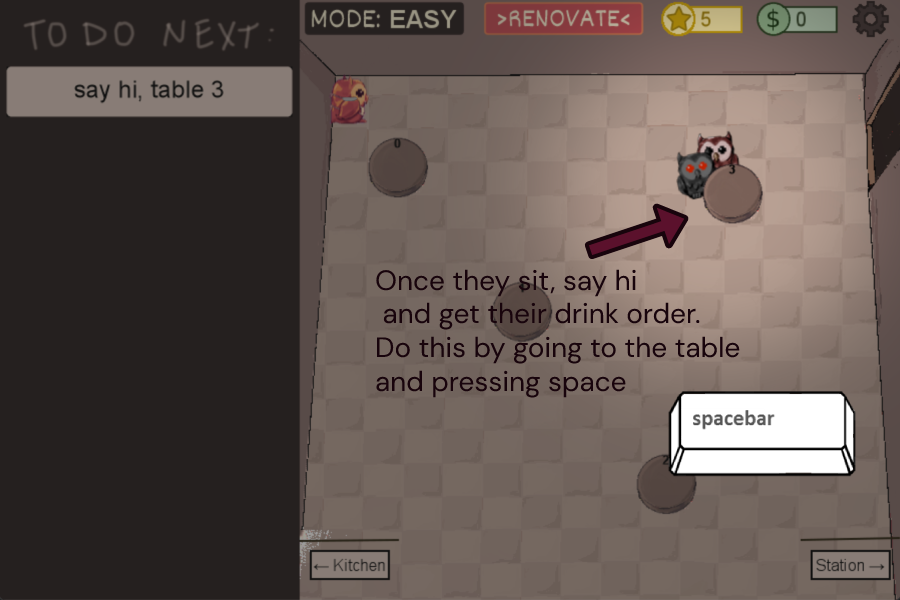 TO DO NEXT:
say hi, table 3
MODE: EASY
>RENOVATE<
5
$ 0
0
3
Once they sit, say hi
and get their drink order.
Do this by going to the table
and pressing space
spacebar
2
← Kitchen
Station →